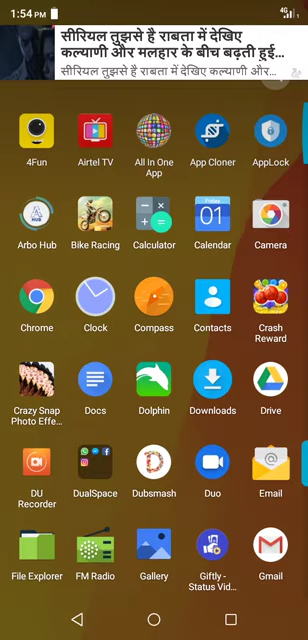 1:54 PM
4G
सीरियल तुझसे है राबता में देखिए
कल्याणी और मलहार के बीच बढ़ती हुई...
सीरियल तुझसे है राबता में देखिए कल्याणी और...
4Fun
Airtel TV
All In One
App
App Cloner
AppLock
Arbo Hub
Bike Racing
Calculator
Friday
01
Calendar
Camera
Chrome
Clock
Compass
Contacts
Crash
Reward
Crazy Snap
Photo Effe...
Docs
Dolphin
Downloads
Drive
DU
Recorder
DualSpace
Dubsmash
Duo
Email
File Explorer
FM Radio
Gallery
Giftly -
Status Vid...
Gmail